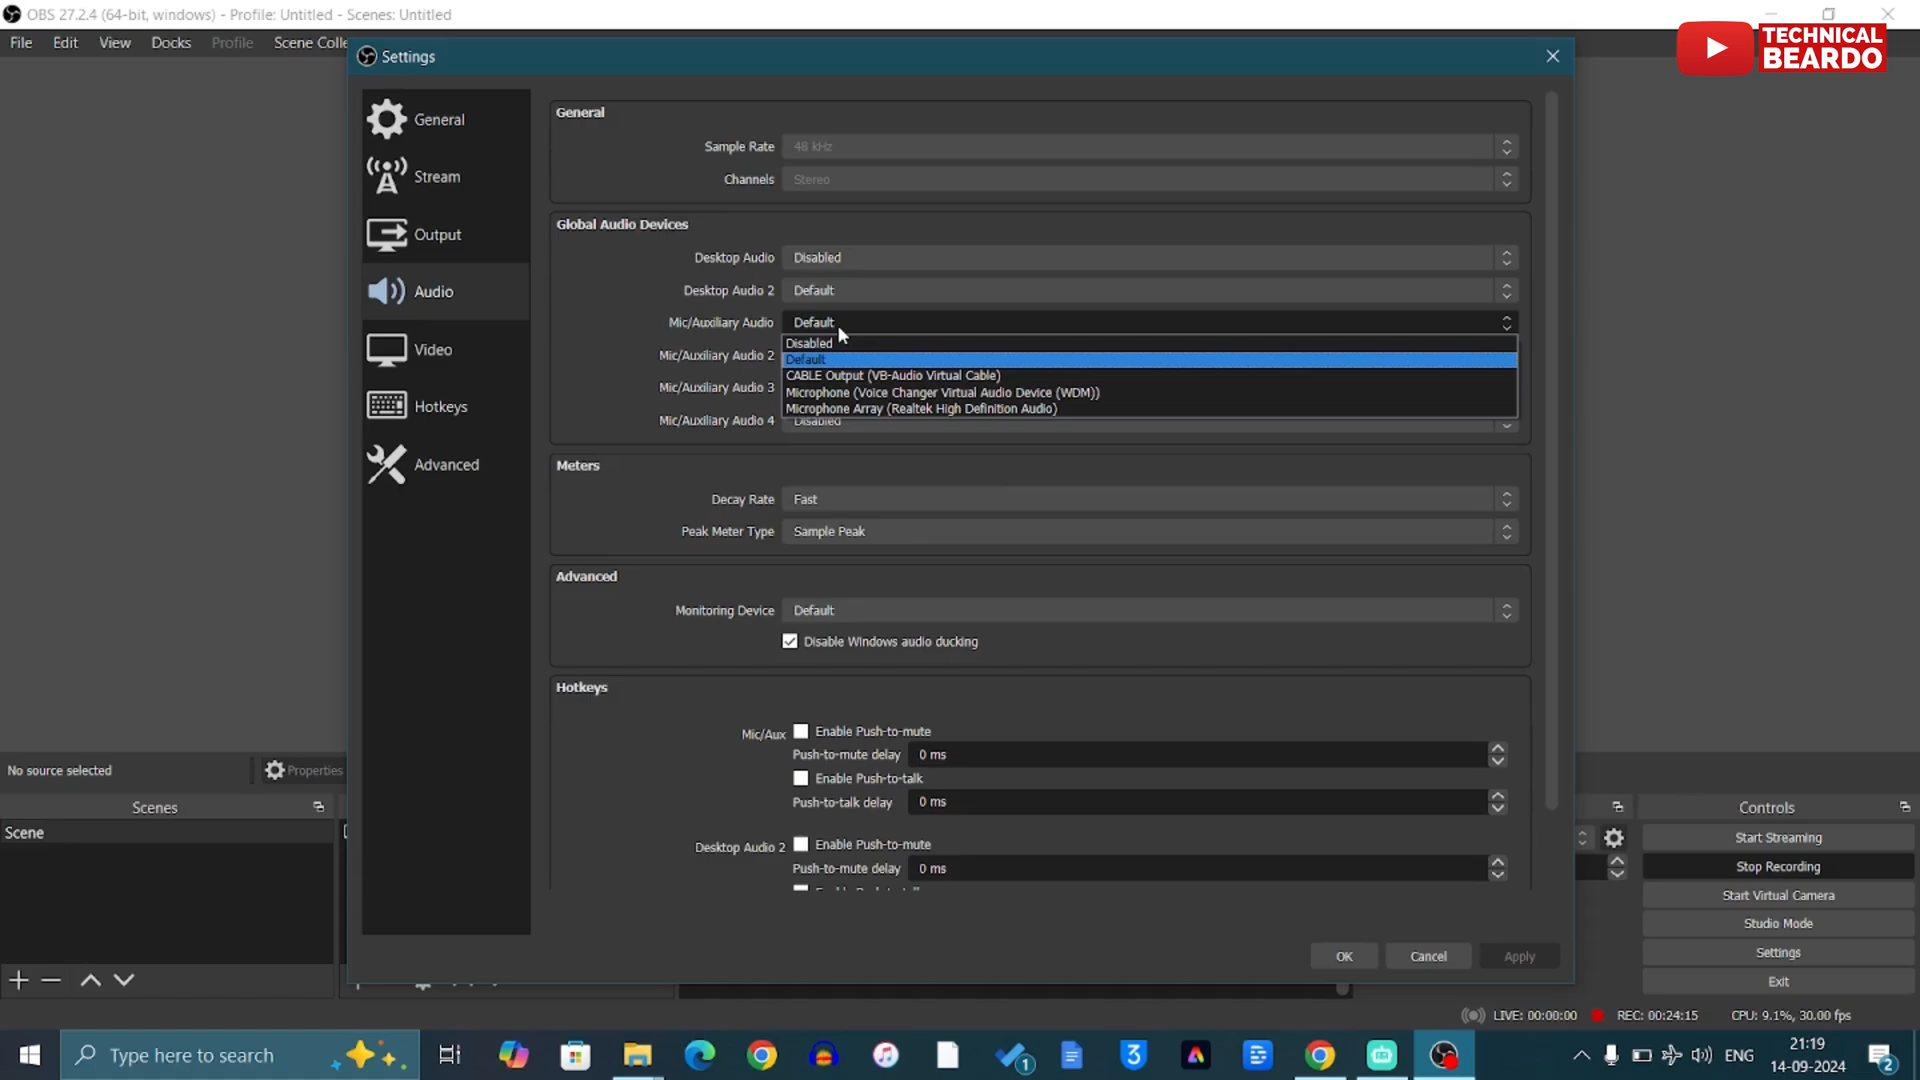 OBS 27.2.4 (64-bit, windows) - Profile: Untitled - Scenes: Untitled
File Edit View Docks Profile Scene Colle
TECHNICAL
BEARDO
Settings
General
Stream
Output
Audio
Video
Hotkeys
Advanced
General
Sample Rate 48 kHz
Channels Stereo
Global Audio Devices
Desktop Audio Disabled
Desktop Audio 2 Default
Mic/Auxiliary Audio Default
Disabled
Default
CABLE Output (VB-Audio Virtual Cable)
Microphone (Voice Changer Virtual Audio Device (WDM))
Microphone Array (Realtek High Definition Audio)
Mic/Auxiliary Audio 2
Mic/Auxiliary Audio 3
Mic/Auxiliary Audio 4 Disabled
Meters
Decay Rate Fast
Peak Meter Type Sample Peak
Advanced
Monitoring Device Default
Disable Windows audio ducking
Hotkeys
Mic/Aux Enable Push-to-mute
Push-to-mute delay 0 ms
Enable Push-to-talk
Push-to-talk delay 0 ms
Desktop Audio 2 Enable Push-to-mute
Push-to-mute delay 0 ms
OK Cancel Apply
No source selected Properties
Scenes
Scene
Controls
Start Streaming
Stop Recording
Start Virtual Camera
Studio Mode
Settings
Exit
LIVE: 00:00:00 REC: 00:24:15 CPU: 9.1%, 30.00 fps
Type here to search
1
3
ENG
21:19
14-09-2024
2